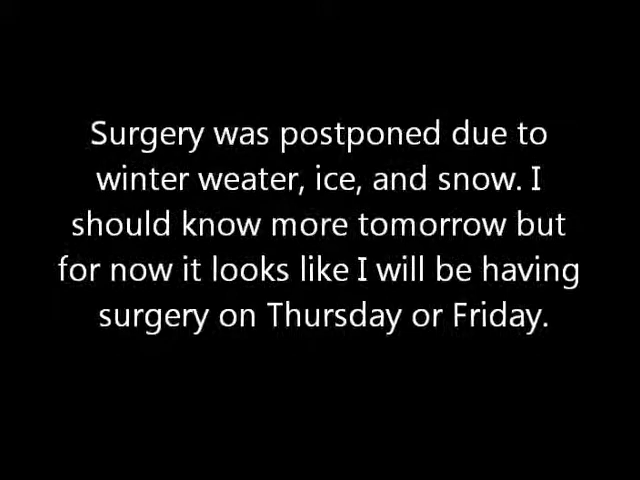 Surgery was postponed due to
winter weater, ice, and snow. I
should know more tomorrow but
for now it looks like I will be having
surgery on Thursday or Friday.